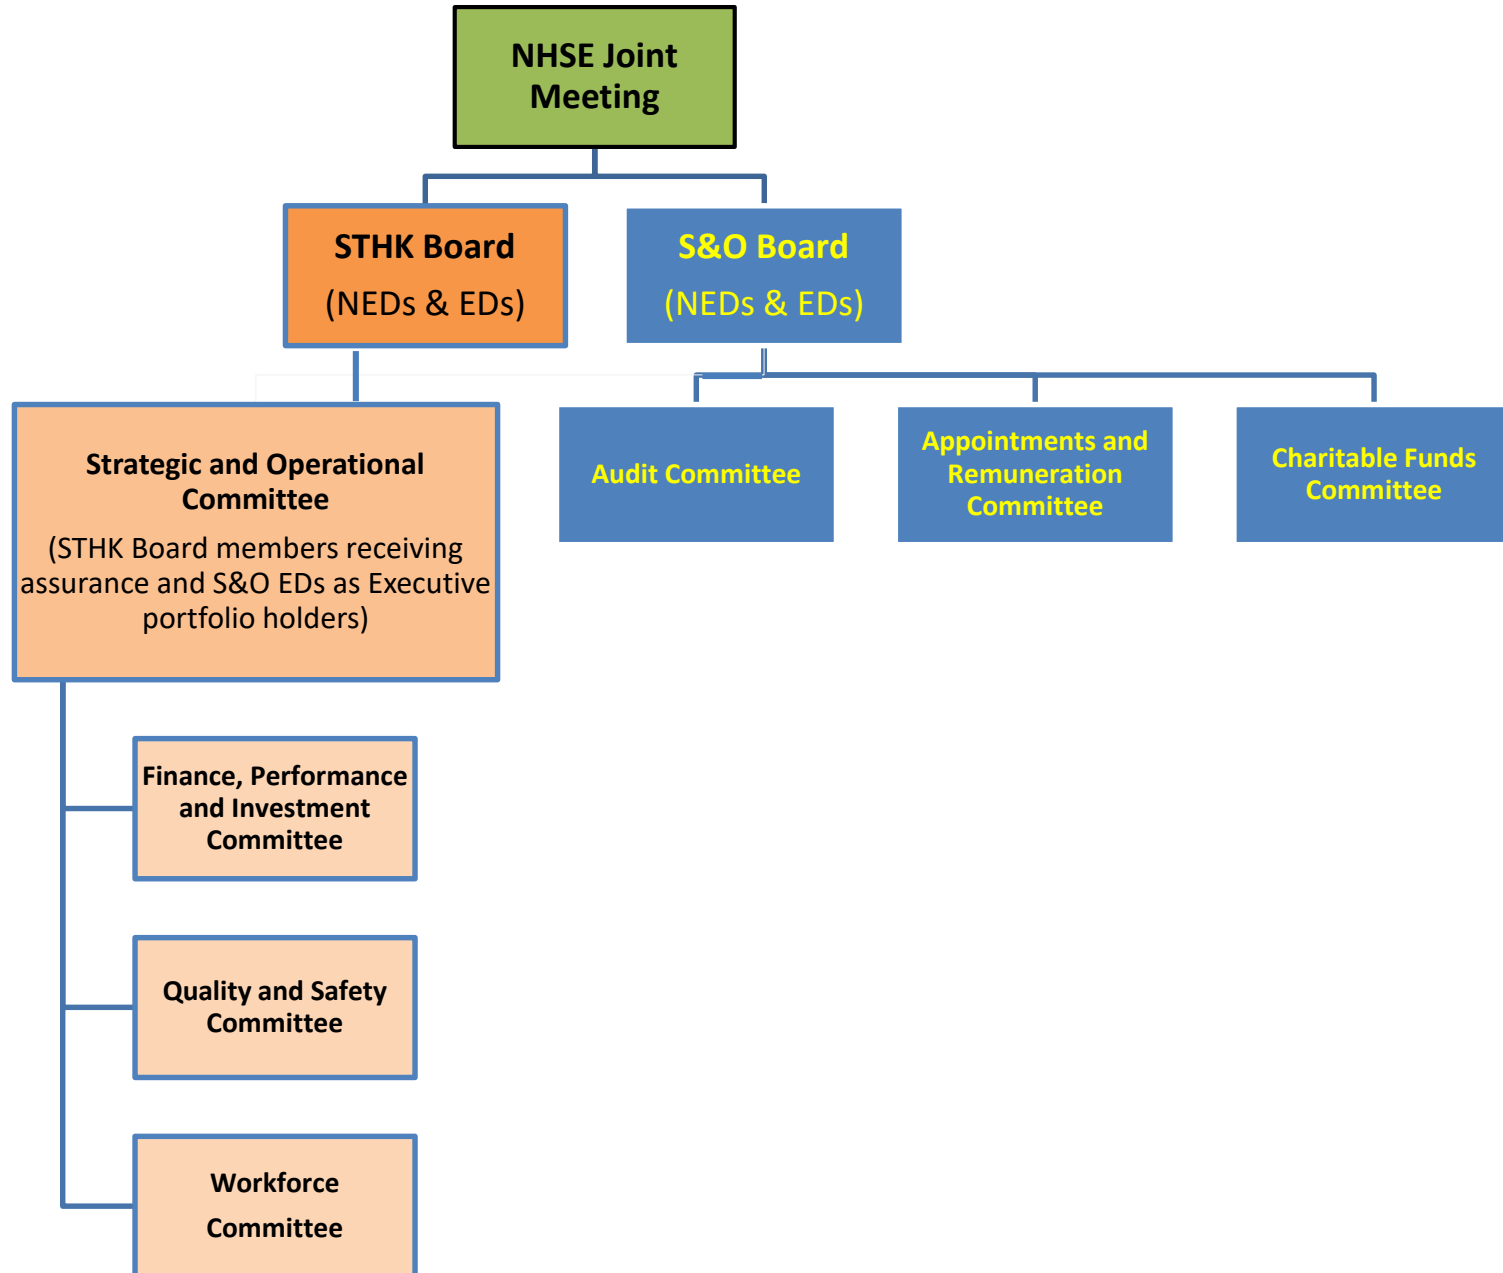 NHSE Joint
Meeting
STHK Board
(NEDs & EDs)
S&O Board
(NEDs & EDs)
Strategic and Operational
Committee
(STHK Board members receiving
assurance and S&O EDs as Executive
portfolio holders)
Audit Committee
Appointments and
Remuneration
Committee
Charitable Funds
Committee
Finance, Performance
and Investment
Committee
Quality and Safety
Committee
Workforce
Committee